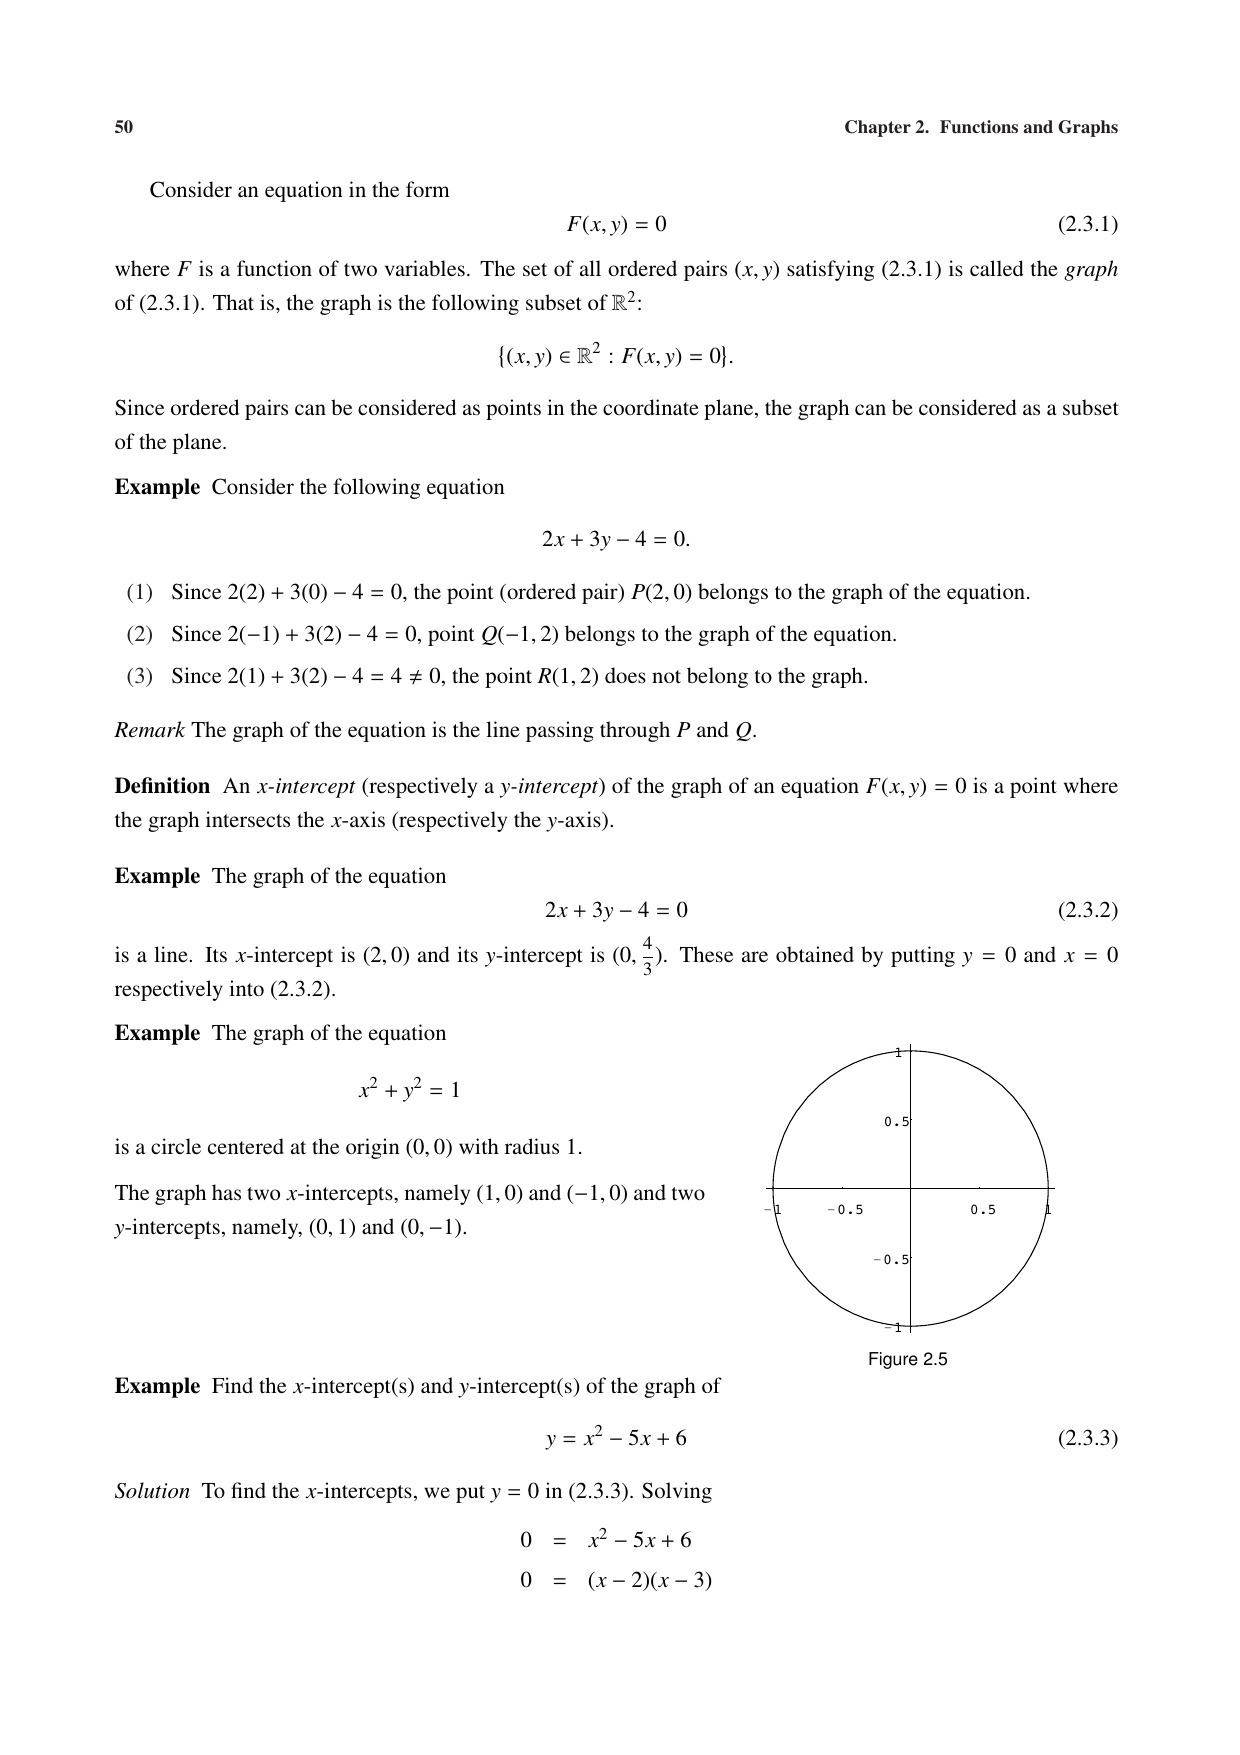 50 Chapter 2. Functions and Graphs
Consider an equation in the form
F(x, y) = 0 (2.3.1)
where F is a function of two variables. The set of all ordered pairs (x, y) satisfying (2.3.1) is called the graph
of (2.3.1). That is, the graph is the following subset of ℝ²:
{(x, y) ∈ ℝ² : F(x, y) = 0}.
Since ordered pairs can be considered as points in the coordinate plane, the graph can be considered as a subset
of the plane.
Example Consider the following equation
2x + 3y − 4 = 0.
(1) Since 2(2) + 3(0) − 4 = 0, the point (ordered pair) P(2, 0) belongs to the graph of the equation.
(2) Since 2(−1) + 3(2) − 4 = 0, point Q(−1, 2) belongs to the graph of the equation.
(3) Since 2(1) + 3(2) − 4 = 4 ≠ 0, the point R(1, 2) does not belong to the graph.
Remark The graph of the equation is the line passing through P and Q.
Definition An x-intercept (respectively a y-intercept) of the graph of an equation F(x, y) = 0 is a point where
the graph intersects the x-axis (respectively the y-axis).
Example The graph of the equation
2x + 3y − 4 = 0 (2.3.2)
is a line. Its x-intercept is (2, 0) and its y-intercept is (0, 4/3). These are obtained by putting y = 0 and x = 0
respectively into (2.3.2).
Example The graph of the equation
x² + y² = 1
is a circle centered at the origin (0, 0) with radius 1.
The graph has two x-intercepts, namely (1, 0) and (−1, 0) and two
y-intercepts, namely, (0, 1) and (0, −1).
1
0.5
−1 −0.5 0.5 1
−0.5
−1
Figure 2.5
Example Find the x-intercept(s) and y-intercept(s) of the graph of
y = x² − 5x + 6 (2.3.3)
Solution To find the x-intercepts, we put y = 0 in (2.3.3). Solving
0 = x² − 5x + 6
0 = (x − 2)(x − 3)